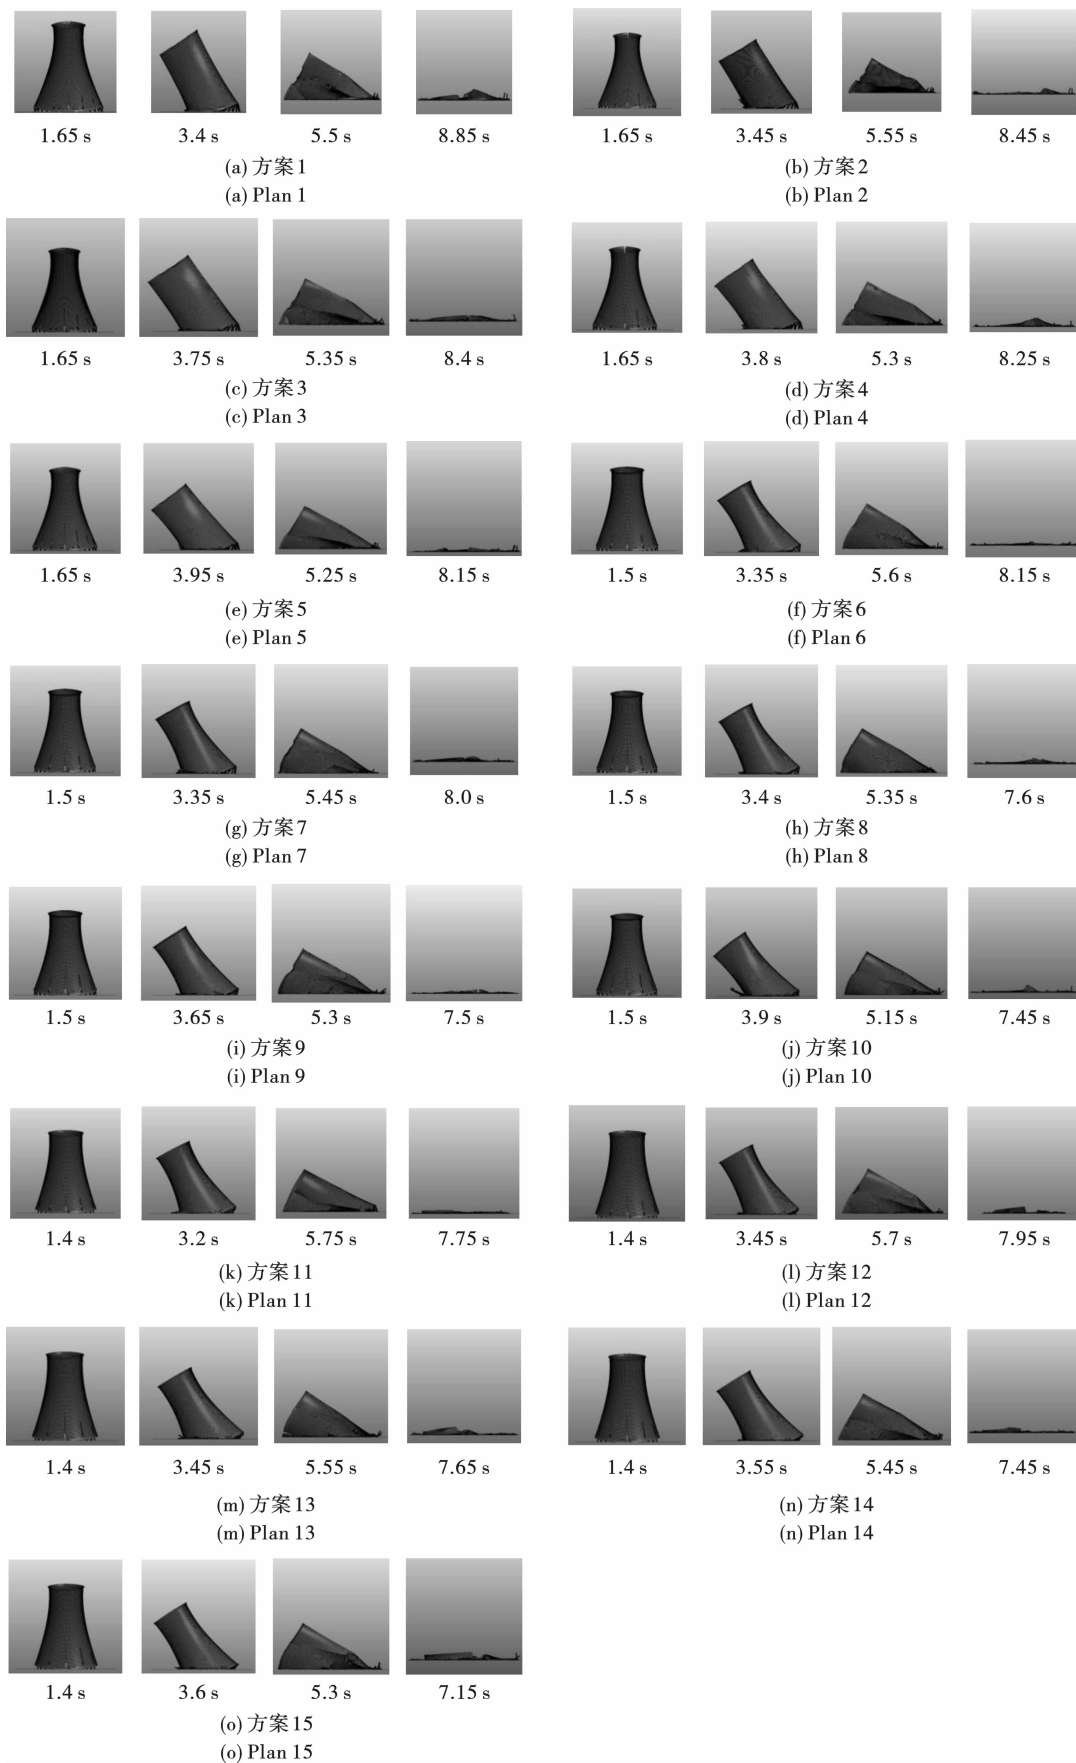 1.65 s 3.4 s 5.5 s 8.85 s
(a) 方案1
(a) Plan 1
1.65 s 3.45 s 5.55 s 8.45 s
(b) 方案2
(b) Plan 2
1.65 s 3.75 s 5.35 s 8.4 s
(c) 方案3
(c) Plan 3
1.65 s 3.8 s 5.3 s 8.25 s
(d) 方案4
(d) Plan 4
1.65 s 3.95 s 5.25 s 8.15 s
(e) 方案5
(e) Plan 5
1.5 s 3.35 s 5.6 s 8.15 s
(f) 方案6
(f) Plan 6
1.5 s 3.35 s 5.45 s 8.0 s
(g) 方案7
(g) Plan 7
1.5 s 3.4 s 5.35 s 7.6 s
(h) 方案8
(h) Plan 8
1.5 s 3.65 s 5.3 s 7.5 s
(i) 方案9
(i) Plan 9
1.5 s 3.9 s 5.15 s 7.45 s
(j) 方案10
(j) Plan 10
1.4 s 3.2 s 5.75 s 7.75 s
(k) 方案11
(k) Plan 11
1.4 s 3.45 s 5.7 s 7.95 s
(l) 方案12
(l) Plan 12
1.4 s 3.45 s 5.55 s 7.65 s
(m) 方案13
(m) Plan 13
1.4 s 3.55 s 5.45 s 7.45 s
(n) 方案14
(n) Plan 14
1.4 s 3.6 s 5.3 s 7.15 s
(o) 方案15
(o) Plan 15